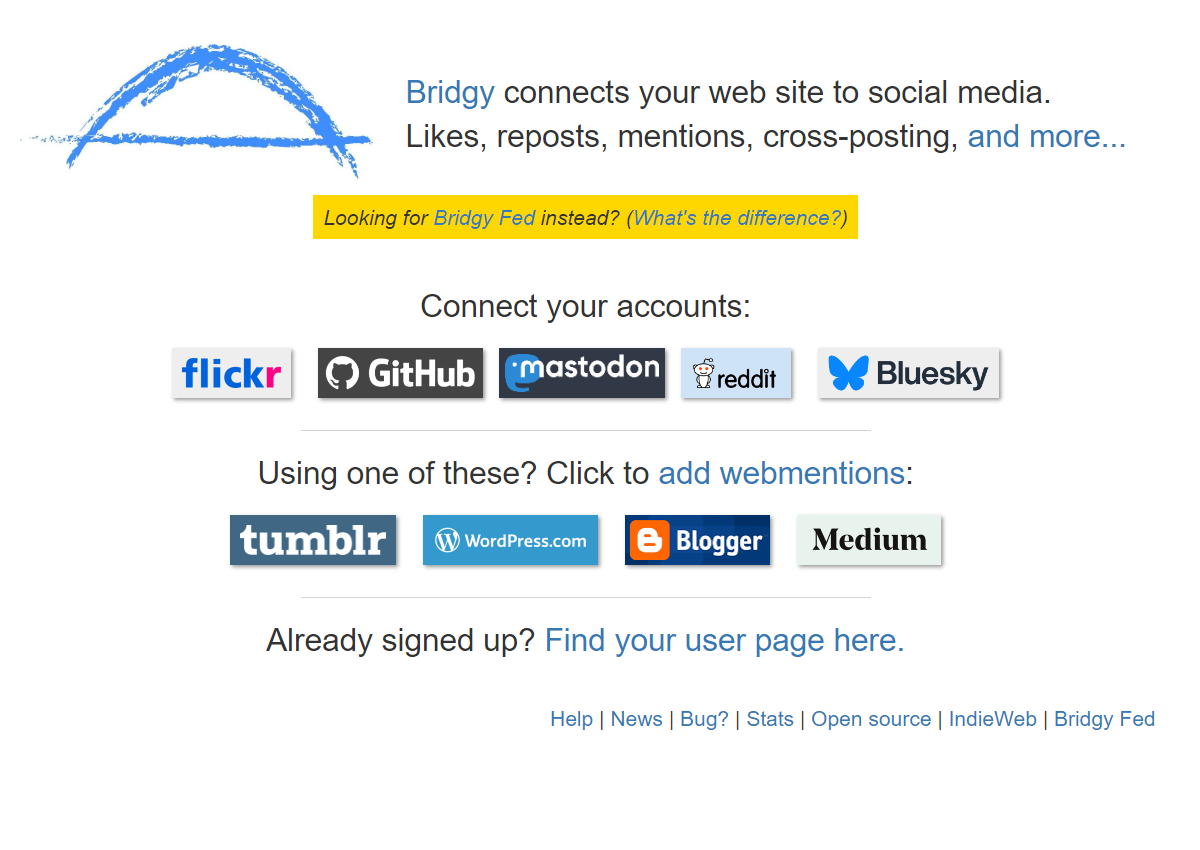 Bridgy connects your web site to social media.
Likes, reposts, mentions, cross-posting, and more...
Looking for Bridgy Fed instead? (What's the difference?)
Connect your accounts:
flickr GitHub mastodon reddit Bluesky
Using one of these? Click to add webmentions:
tumblr WordPress.com Blogger Medium
Already signed up? Find your user page here.
Help | News | Bug? | Stats | Open source | IndieWeb | Bridgy Fed